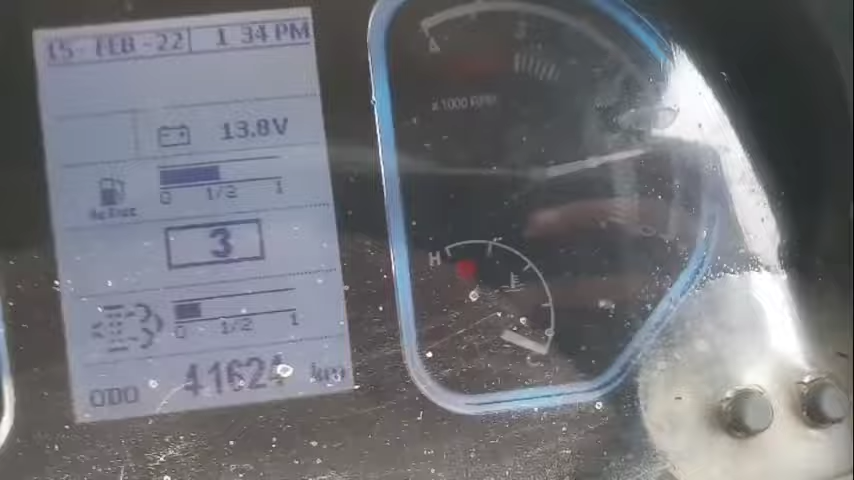 15-FEB-22 1 34 PM
13.8V
0 1/2 1
3
0 1/2 1
ODO 41624 km
x1000 RPM
H
C